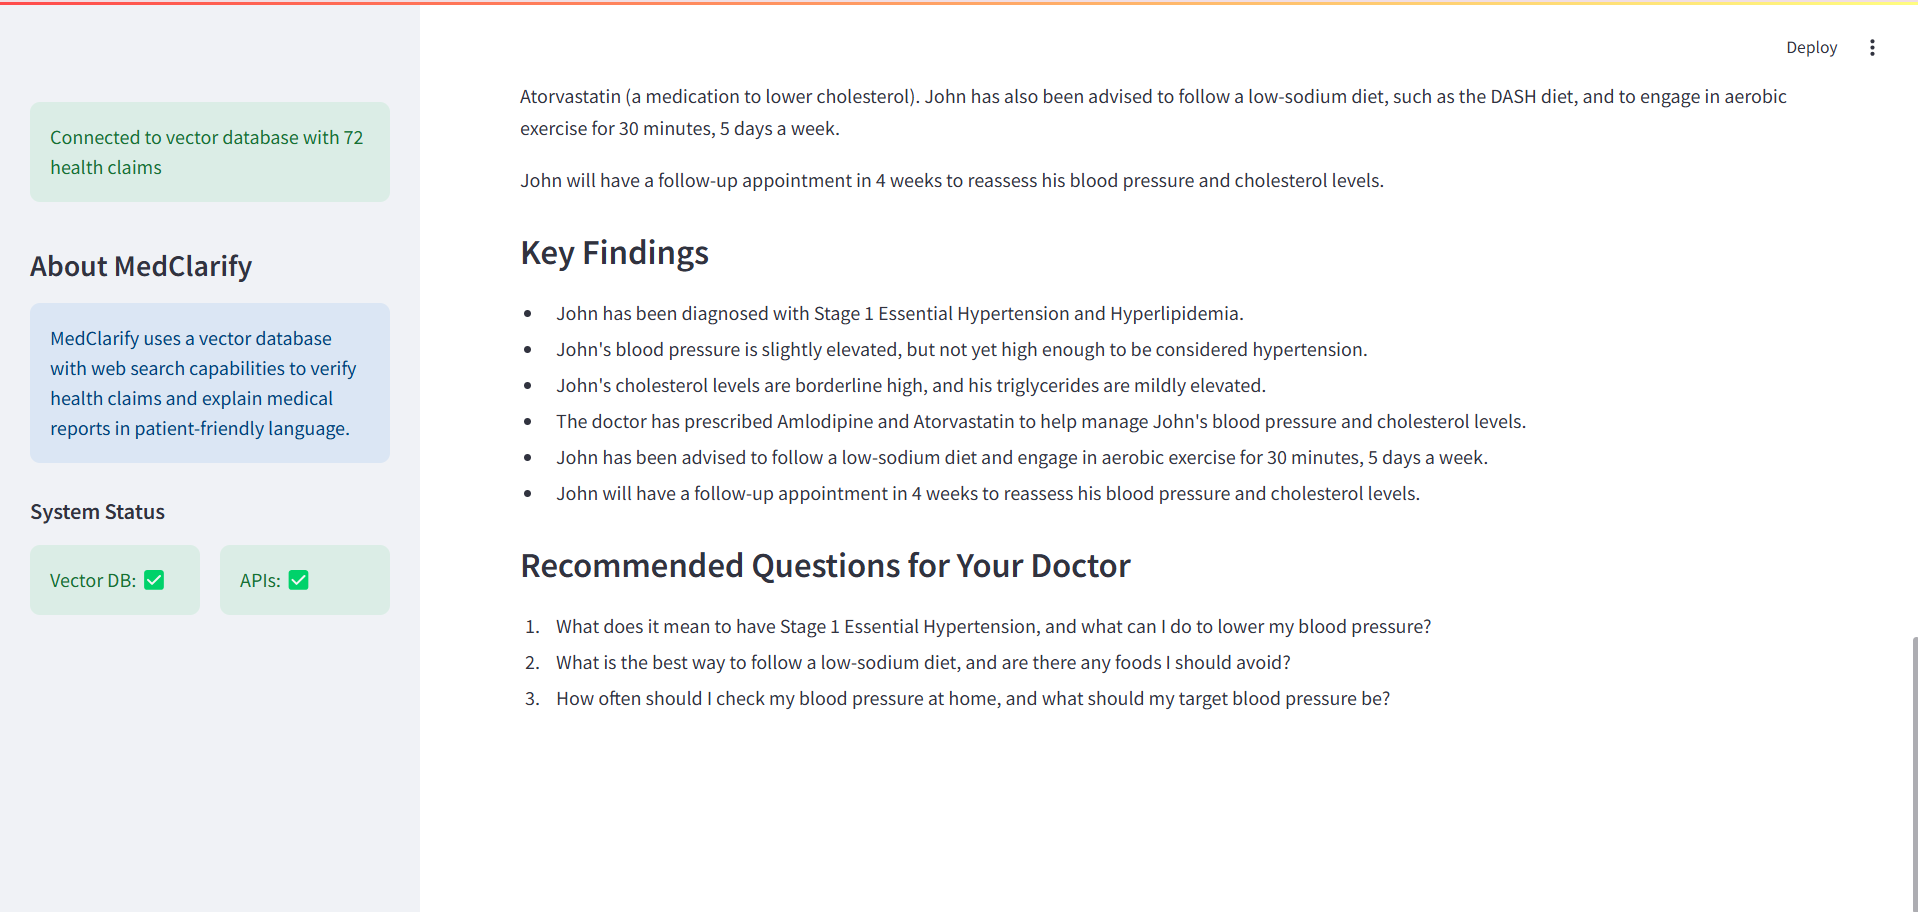 Deploy
Connected to vector database with 72
health claims
About MedClarify
MedClarify uses a vector database
with web search capabilities to verify
health claims and explain medical
reports in patient-friendly language.
System Status
Vector DB: ✅
APIs: ✅
Atorvastatin (a medication to lower cholesterol). John has also been advised to follow a low-sodium diet, such as the DASH diet, and to engage in aerobic
exercise for 30 minutes, 5 days a week.
John will have a follow-up appointment in 4 weeks to reassess his blood pressure and cholesterol levels.
Key Findings
• John has been diagnosed with Stage 1 Essential Hypertension and Hyperlipidemia.
• John's blood pressure is slightly elevated, but not yet high enough to be considered hypertension.
• John's cholesterol levels are borderline high, and his triglycerides are mildly elevated.
• The doctor has prescribed Amlodipine and Atorvastatin to help manage John's blood pressure and cholesterol levels.
• John has been advised to follow a low-sodium diet and engage in aerobic exercise for 30 minutes, 5 days a week.
• John will have a follow-up appointment in 4 weeks to reassess his blood pressure and cholesterol levels.
Recommended Questions for Your Doctor
1. What does it mean to have Stage 1 Essential Hypertension, and what can I do to lower my blood pressure?
2. What is the best way to follow a low-sodium diet, and are there any foods I should avoid?
3. How often should I check my blood pressure at home, and what should my target blood pressure be?